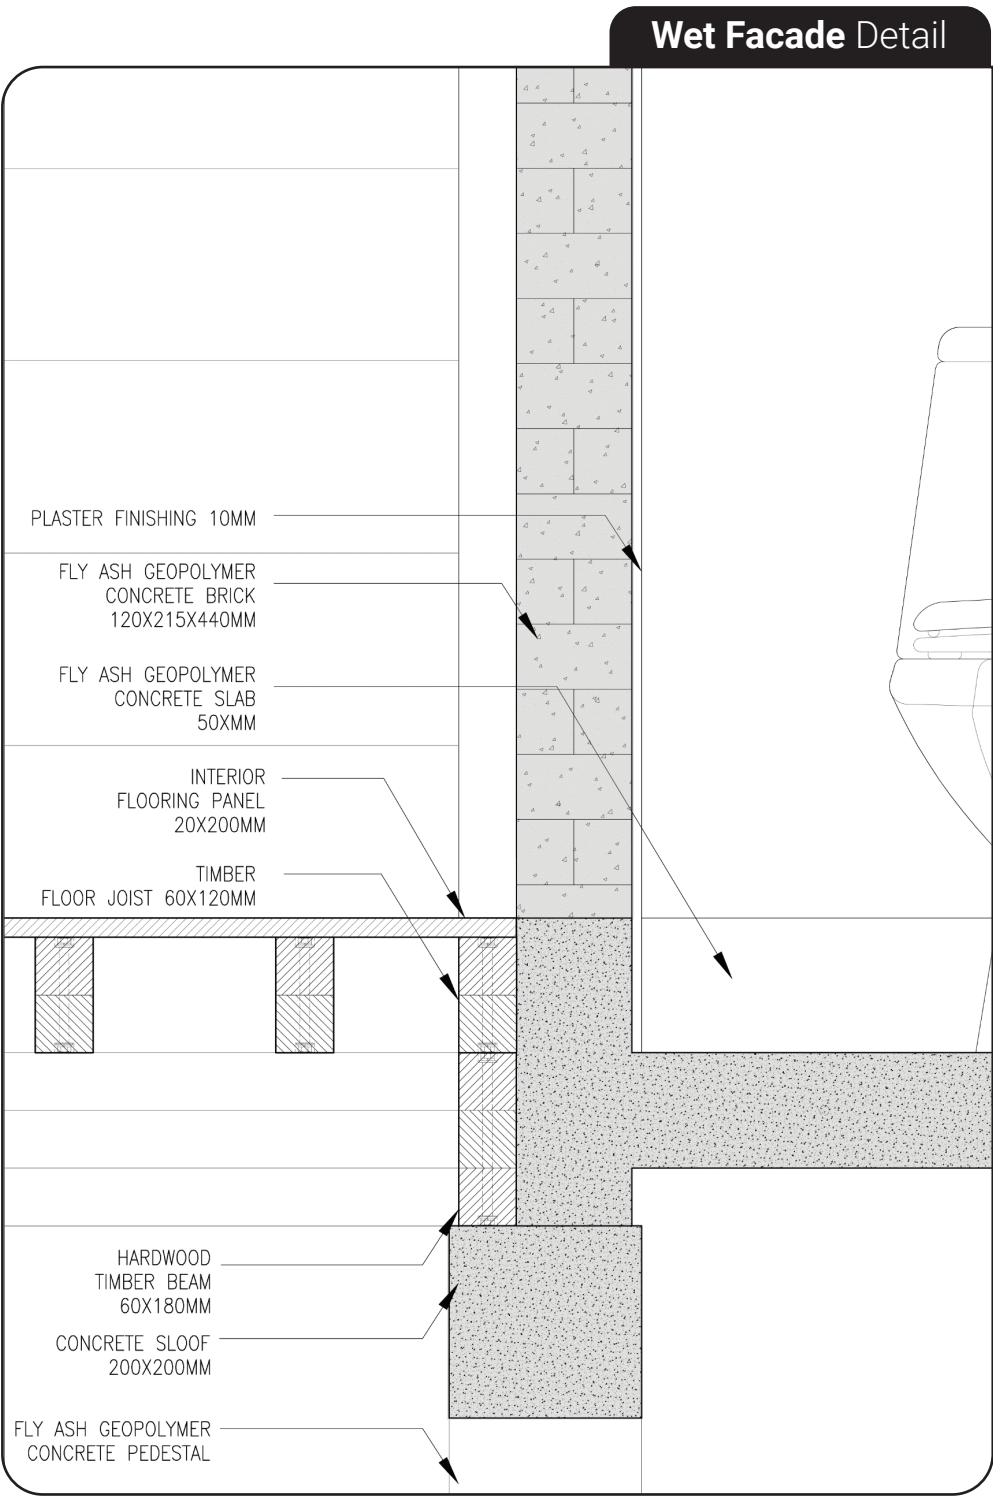 Wet Facade Detail
PLASTER FINISHING 10MM
FLY ASH GEOPOLYMER
CONCRETE BRICK
120X215X440MM
FLY ASH GEOPOLYMER
CONCRETE SLAB
50XMM
INTERIOR
FLOORING PANEL
20X200MM
TIMBER
FLOOR JOIST 60X120MM
HARDWOOD
TIMBER BEAM
60X180MM
CONCRETE SLOOF
200X200MM
FLY ASH GEOPOLYMER
CONCRETE PEDESTAL